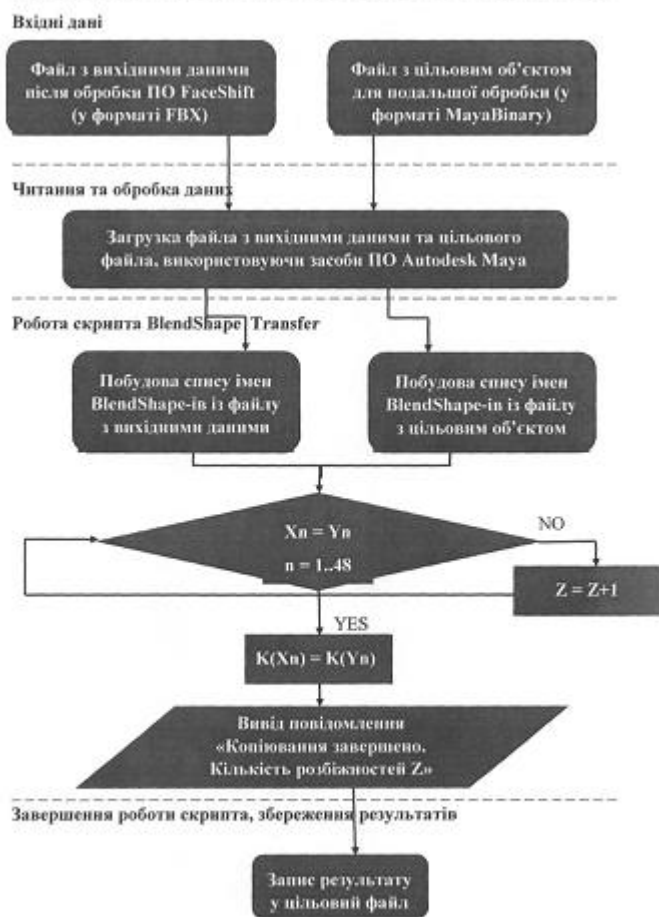 Вхідні дані
Файл з вихідними даними
після обробки ПО FaceShift
(у форматі FBX)
Файл з цільовим об’єктом
для подальшої обробки (у
форматі MayaBinary)
Читання та обробка даних
Загрузка файла з вихідними даними та цільового
файла, використовуючи засоби ПО Autodesk Maya
Робота скрипта BlendShape Transfer
Побудова спису імен
BlendShape-ів із файлу
з вихідними даними
Побудова спису імен
BlendShape-ів із файлу
з цільовим об’єктом
Xn = Yn
n = 1..48
NO
Z = Z+1
YES
K(Xn) = K(Yn)
Вивід повідомлення
«Копіювання завершено.
Кількість розбіжностей Z»
Завершення роботи скрипта, збереження результатів
Запис результату
у цільовий файл